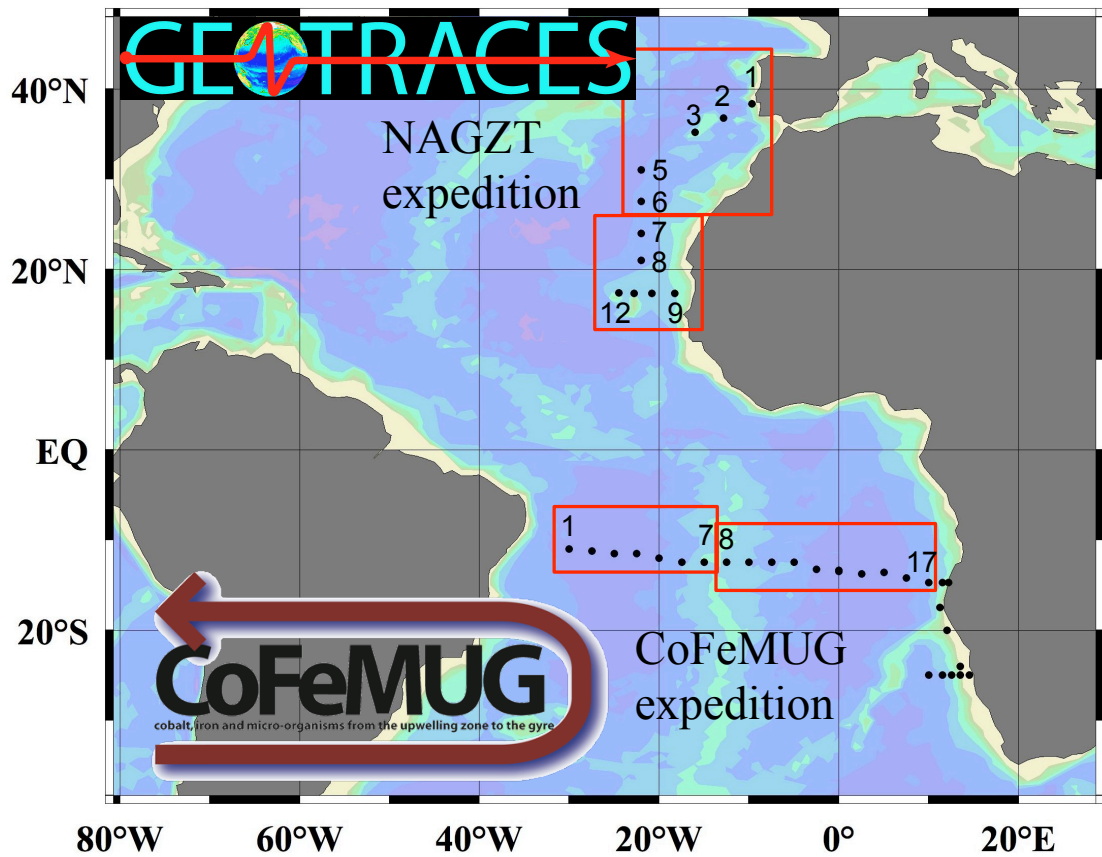 GEOTRACES
40°N
NAGZT
expedition
1
2
3
5
6
7
8
20°N
12
9
EQ
1
7
8
17
20°S
CoFeMUG
cobalt, iron and micro-organisms from the upwelling zone to the gyre
CoFeMUG
expedition
80°W
60°W
40°W
20°W
0°
20°E